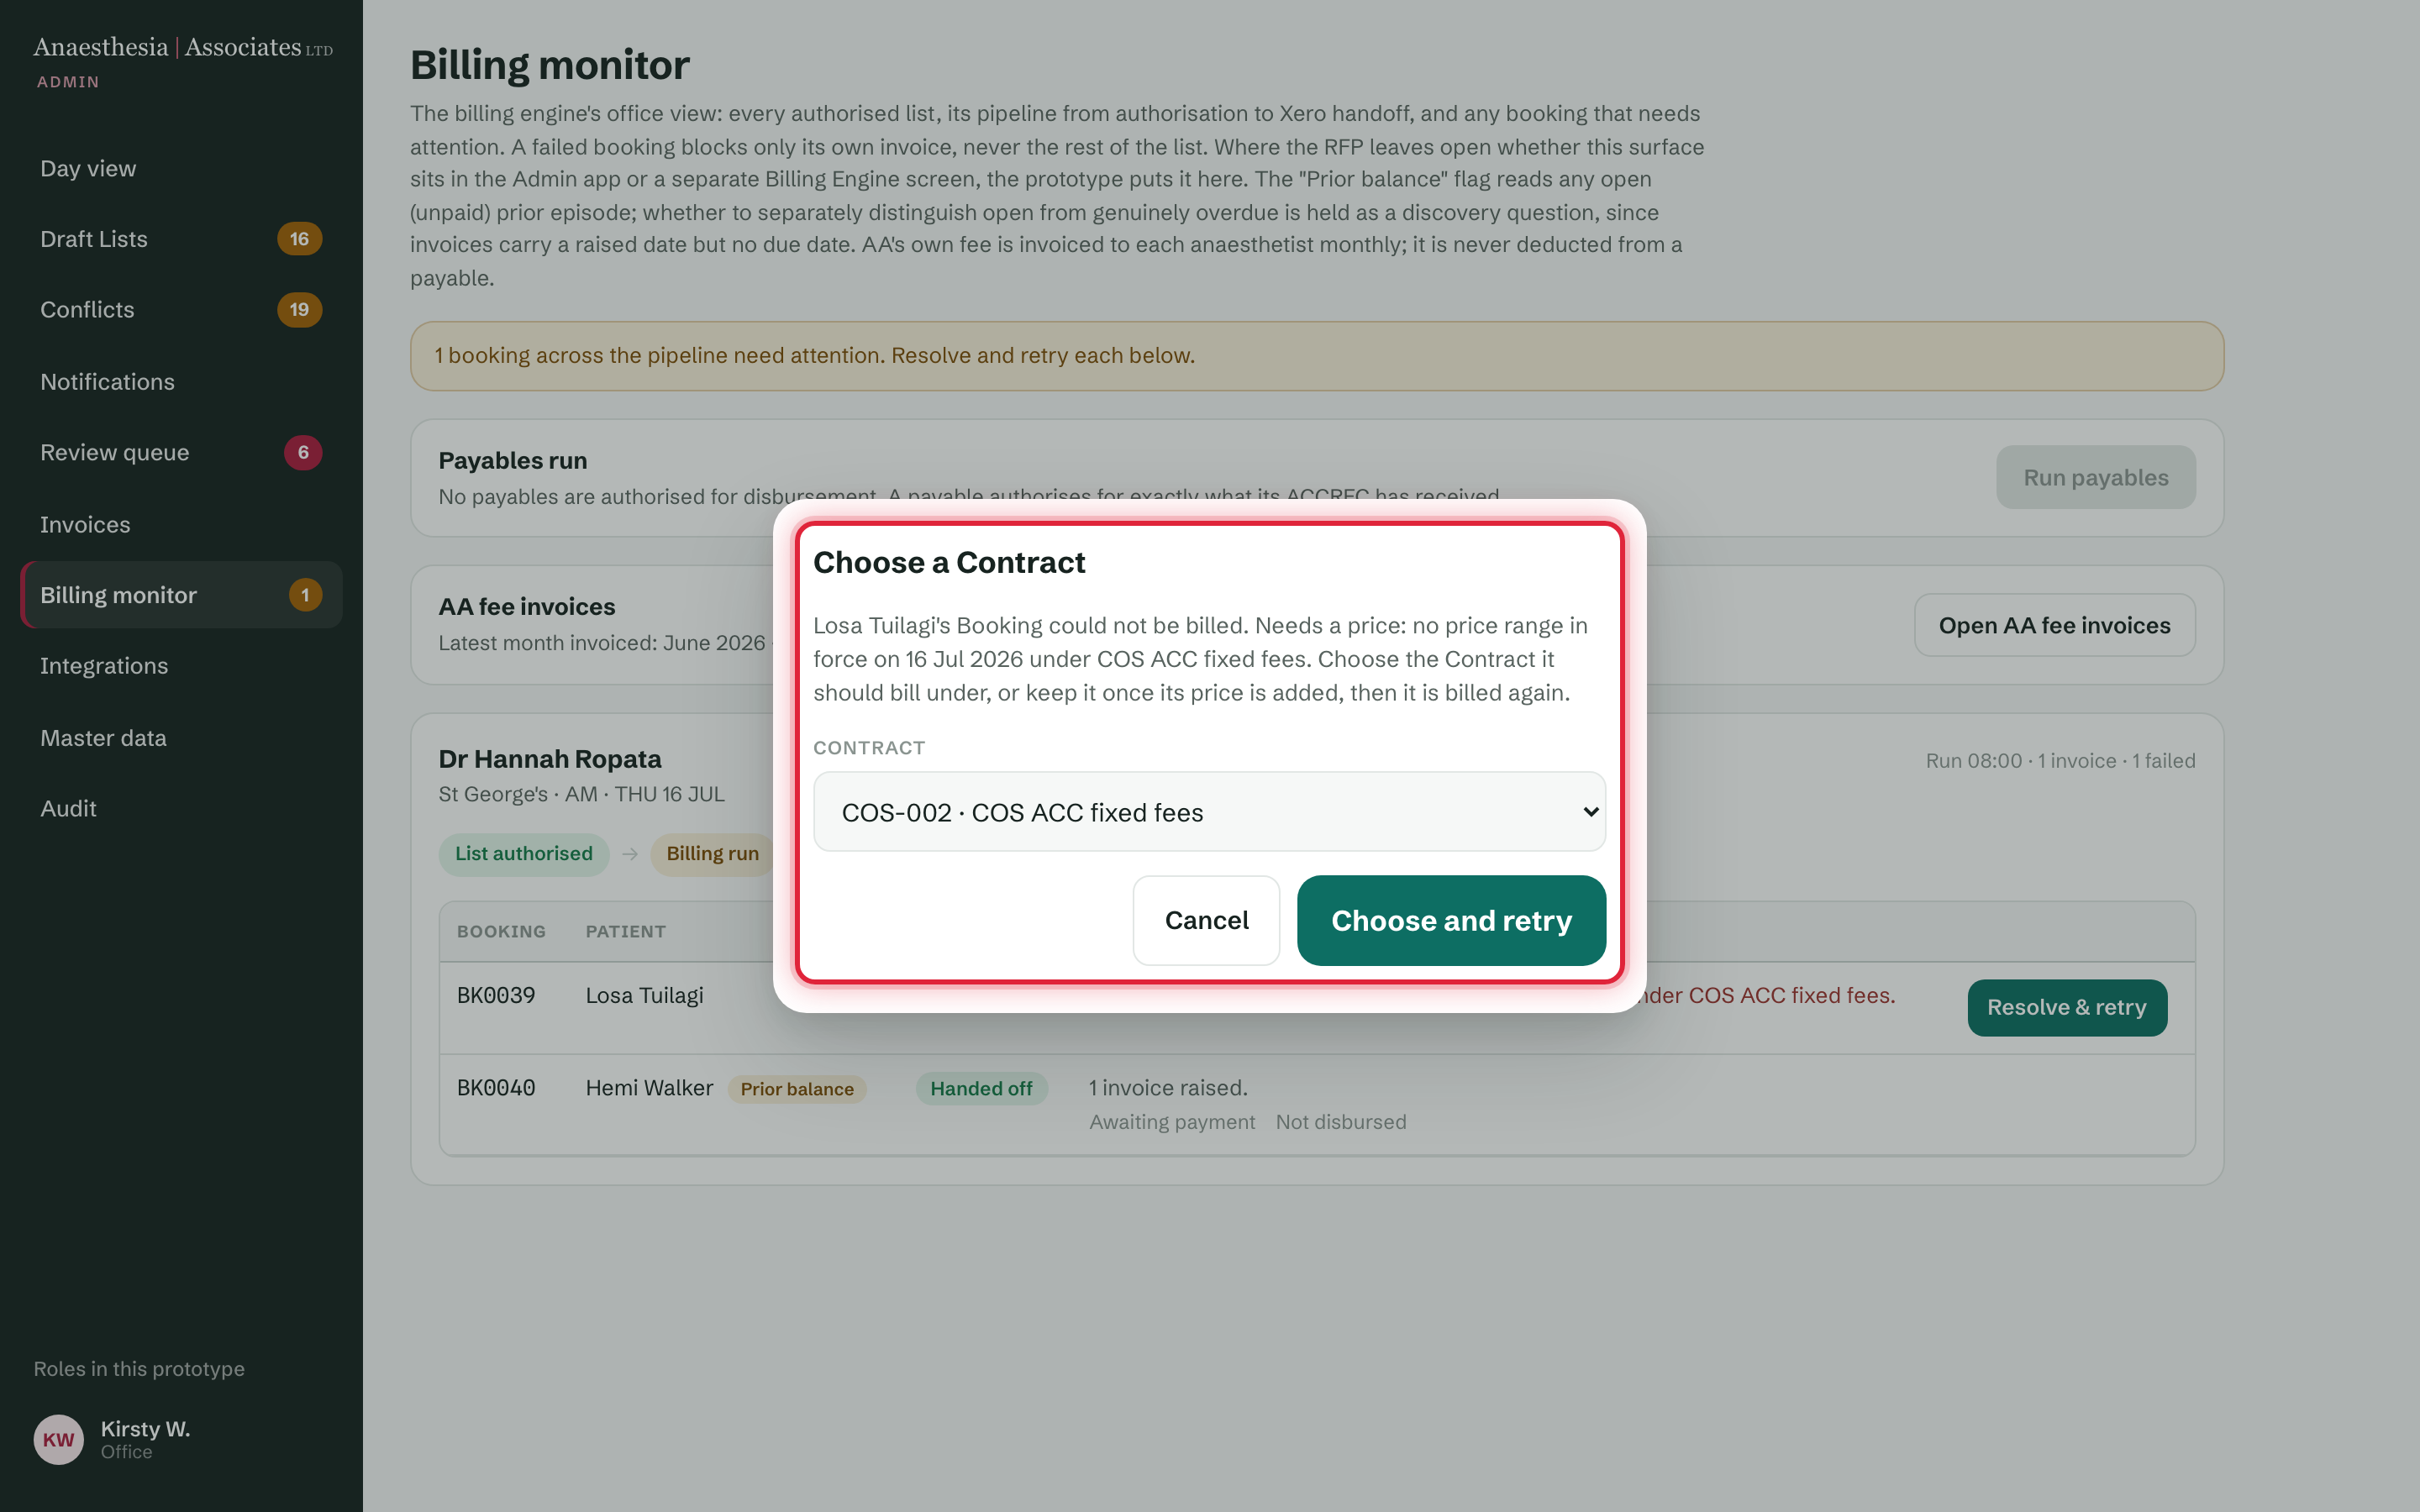 Anaesthesia | Associates LTD
ADMIN
Day view
Draft Lists 16
Conflicts 19
Notifications
Review queue 6
Invoices
Billing monitor 1
Integrations
Master data
Audit
Roles in this prototype
KW
Kirsty W.
Office
Billing monitor
The billing engine's office view: every authorised list, its pipeline from authorisation to Xero handoff, and any booking that needs
attention. A failed booking blocks only its own invoice, never the rest of the list. Where the RFP leaves open whether this surface
sits in the Admin app or a separate Billing Engine screen, the prototype puts it here. The "Prior balance" flag reads any open
(unpaid) prior episode; whether to separately distinguish open from genuinely overdue is held as a discovery question, since
invoices carry a raised date but no due date. AA's own fee is invoiced to each anaesthetist monthly; it is never deducted from a
payable.
1 booking across the pipeline need attention. Resolve and retry each below.
Payables run
No payables are authorised for disbursement. A payable authorises for exactly what its ACCREC has received.
Run payables
AA fee invoices
Latest month invoiced: June 2026
Open AA fee invoices
Choose a Contract
Losa Tuilagi's Booking could not be billed. Needs a price: no price range in
force on 16 Jul 2026 under COS ACC fixed fees. Choose the Contract it
should bill under, or keep it once its price is added, then it is billed again.
CONTRACT
COS-002 · COS ACC fixed fees
Cancel
Choose and retry
Dr Hannah Ropata
St George's · AM · THU 16 JUL
Run 08:00 · 1 invoice · 1 failed
List authorised → Billing run
BOOKING PATIENT
BK0039 Losa Tuilagi under COS ACC fixed fees. Resolve & retry
BK0040 Hemi Walker Prior balance Handed off 1 invoice raised.
Awaiting payment Not disbursed